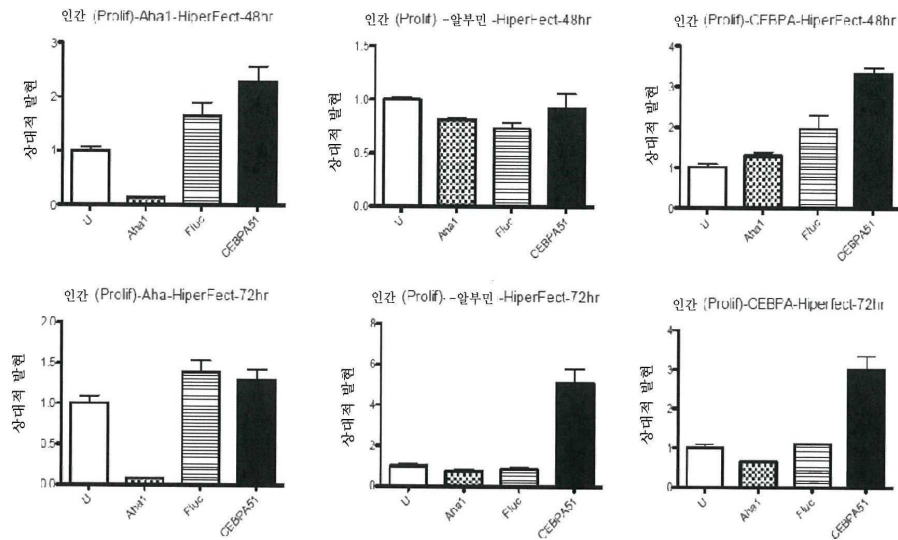 인간 (Prolif)-Aha1-HiperFect-48hr
상대적 발현
3
2
1
0
U
Aha1
Fluc
CEBPA51
인간 (Prolif) -알부민 -HiperFect-48hr
상대적 발현
1.5
1.0
0.5
0.0
U
Aha1
Fluc
CEBPA51
인간 (Prolif)-CEBPA-HiperFect-48hr
상대적 발현
4
3
2
1
0
U
Aha1
Fluc
CEBPA51
인간 (Prolif)-Aha-HiperFect-72hr
상대적 발현
2.0
1.5
1.0
0.5
0.0
U
Aha1
Fluc
CEBPA51
인간 (Prolif)- -알부민 -HiperFect-72hr
상대적 발현
8
6
4
2
0
U
Aha1
Fluc
CEBPA51
인간 (Prolif)-CEBPA-Hiperfect-72hr
상대적 발현
4
3
2
1
0
U
Aha1
Fluc
CEBPA51